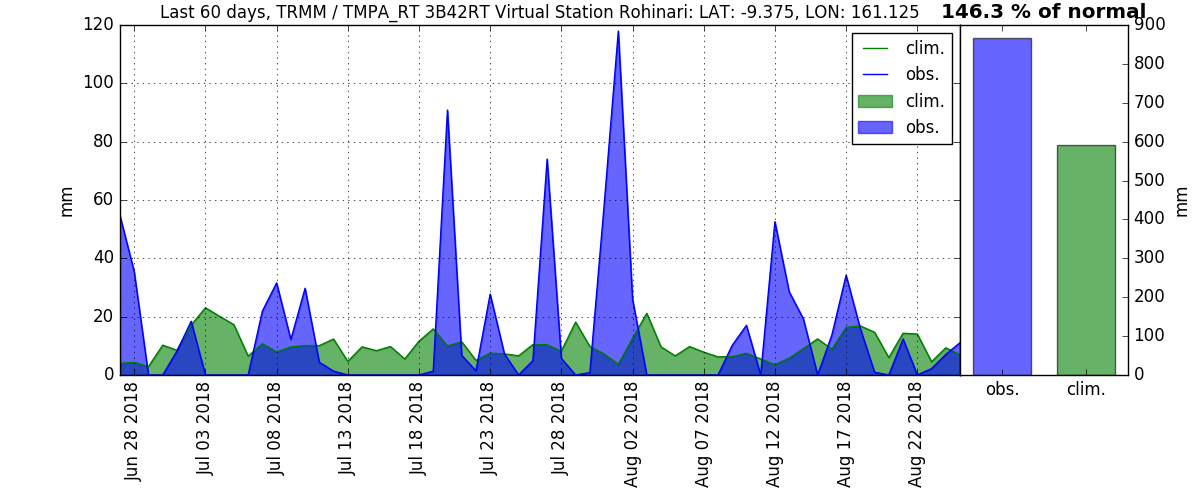 Last 60 days, TRMM / TMPA_RT 3B42RT Virtual Station Rohinari: LAT: -9.375, LON: 161.125
146.3 % of normal
120
100
80
60
40
20
0
mm
clim.
obs.
clim.
obs.
900
800
700
600
500
400
300
200
100
0
mm
obs.
clim.
Jun 28 2018
Jul 03 2018
Jul 08 2018
Jul 13 2018
Jul 18 2018
Jul 23 2018
Jul 28 2018
Aug 02 2018
Aug 07 2018
Aug 12 2018
Aug 17 2018
Aug 22 2018